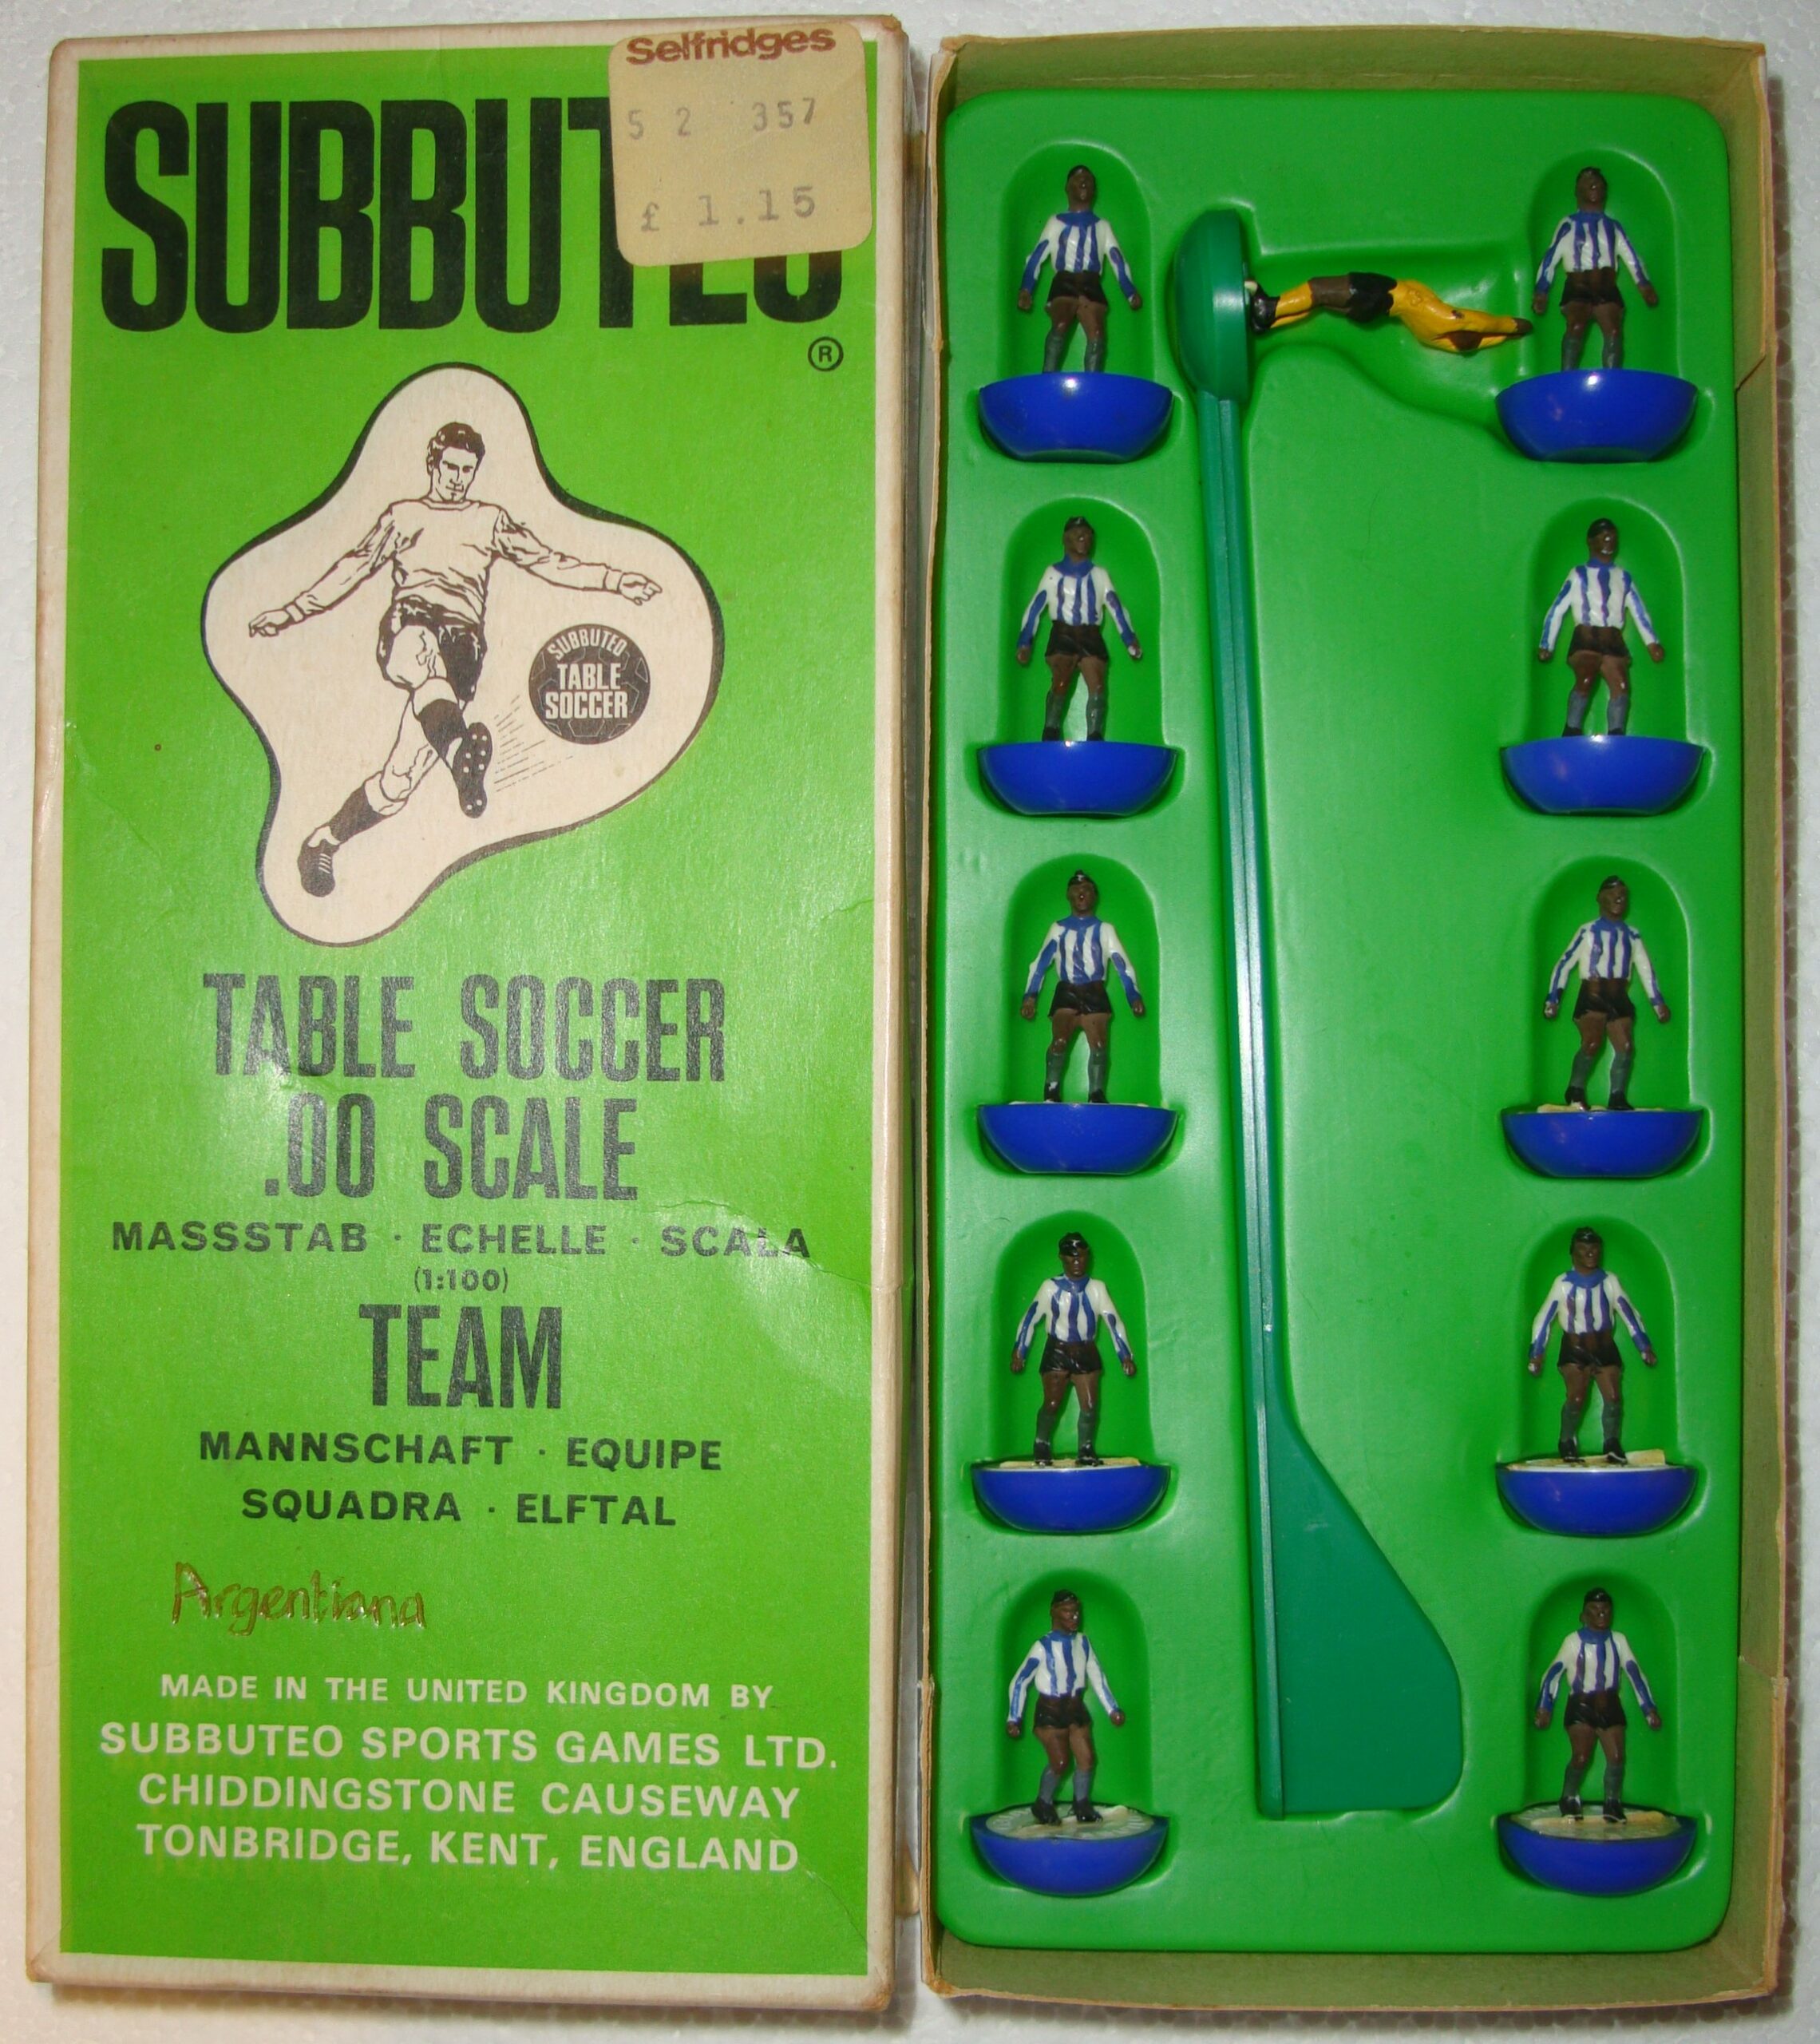 Selfridges
5 2 357
£ 1.15
SUBBUTEO
®
SUBBUTEO
TABLE
SOCCER
TABLE SOCCER
.00 SCALE
MASSSTAB · ECHELLE · SCALA
(1:100)
TEAM
MANNSCHAFT · EQUIPE
SQUADRA · ELFTAL
Argentiana
MADE IN THE UNITED KINGDOM BY
SUBBUTEO SPORTS GAMES LTD.
CHIDDINGSTONE CAUSEWAY
TONBRIDGE, KENT, ENGLAND